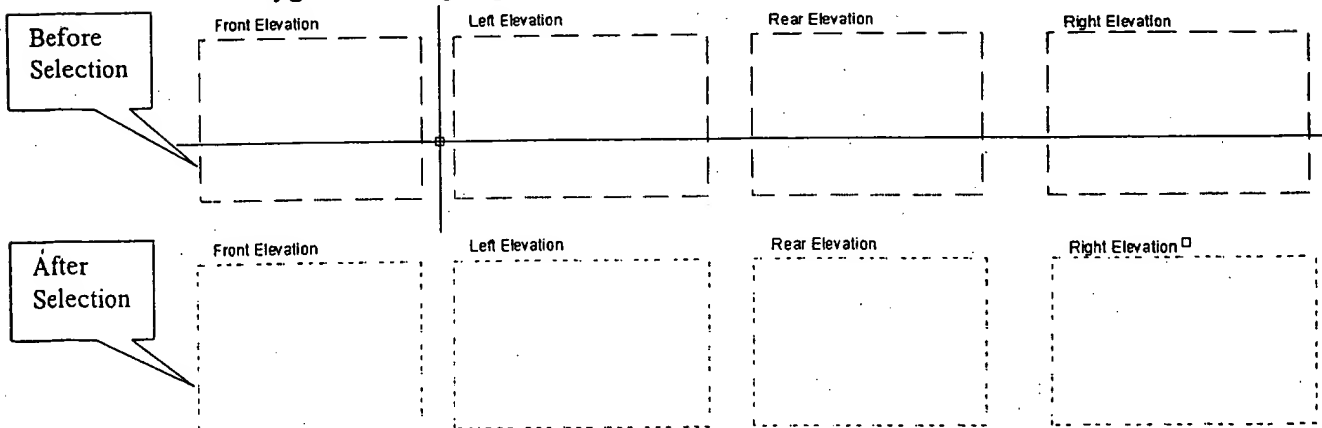 Front Elevation
Left Elevation
Rear Elevation
Right Elevation
Before
Selection
Front Elevation
Left Elevation
Rear Elevation
Right Elevation
After
Selection